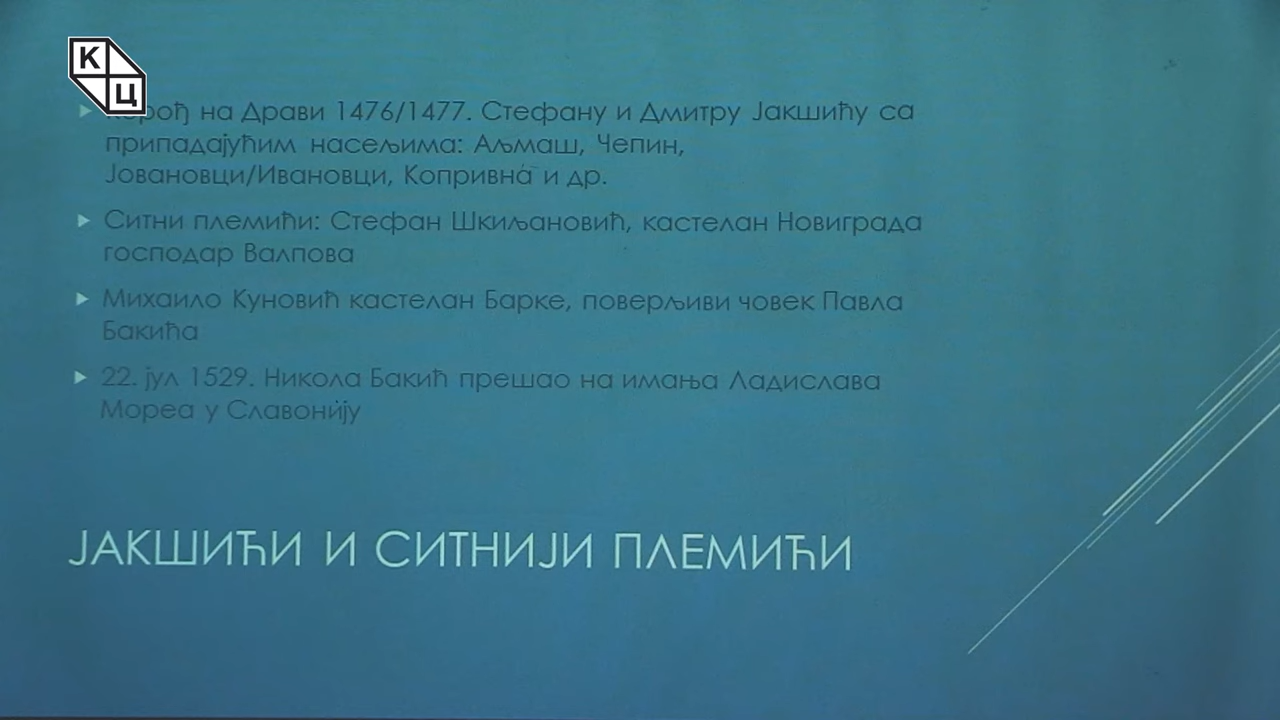 К
Ц
на Драви 1476/1477. Стефану и Дмитру Јакшићу са
припадајућим насељима: Аљмаш, Чепин,
Јовановци/Ивановци, Копривна и др.
Ситни племићи: Стефан Шкиљановић, кастелан Новиграда
господар Валпова
Михаило Куновић кастелан Барке, поверљиви човек Павла
Бакића
22. јул 1529. Никола Бакић прешао на имања Ладислава
Мореа у Славонију
ЈАКШИЋИ И СИТНИЈИ ПЛЕМИЋИ